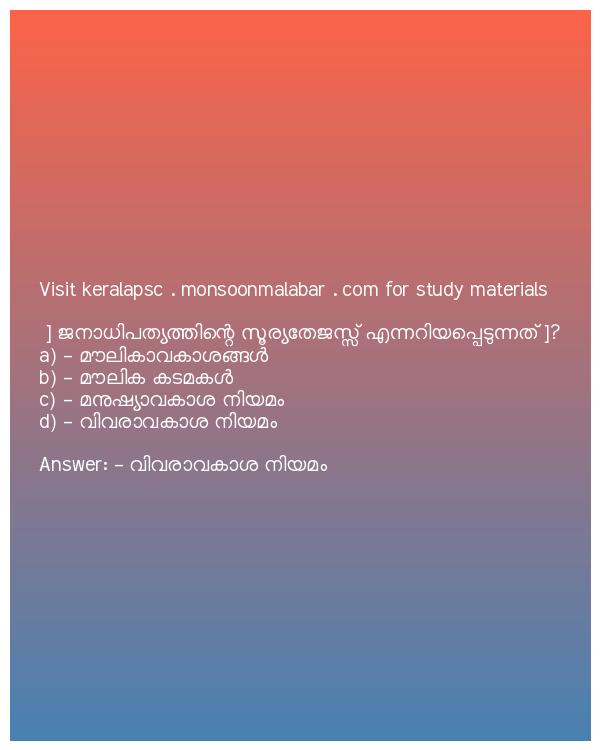 Visit keralapsc . monsoonmalabar . com for study materials
] ജനാധിപത്യത്തിന്റെ സൂര്യതേജസ്സ് എന്നറിയപ്പെടുന്നത് ]?
a) - മൗലികാവകാശങ്ങൾ
b) - മൗലിക കടമകൾ
c) - മനുഷ്യാവകാശ നിയമം
d) - വിവരാവകാശ നിയമം
Answer: - വിവരാവകാശ നിയമം